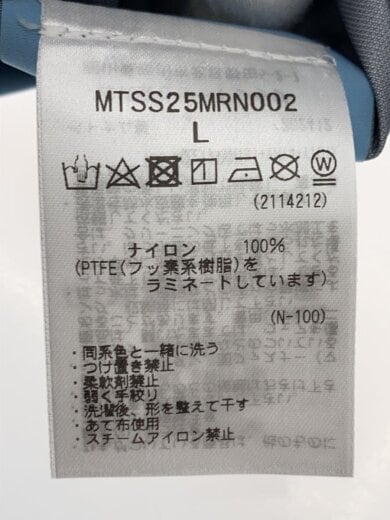 MTSS25MRN002
L
(2114212)
ナイロン 100%
(PTFE(フッ素系樹脂)を
ラミネートしています)
(N-100)
・同系色と一緒に洗う
・つけ置き禁止
・柔軟剤禁止
・弱く手絞り
・洗濯後、形を整えて干す
・あて布使用
・スチームアイロン禁止